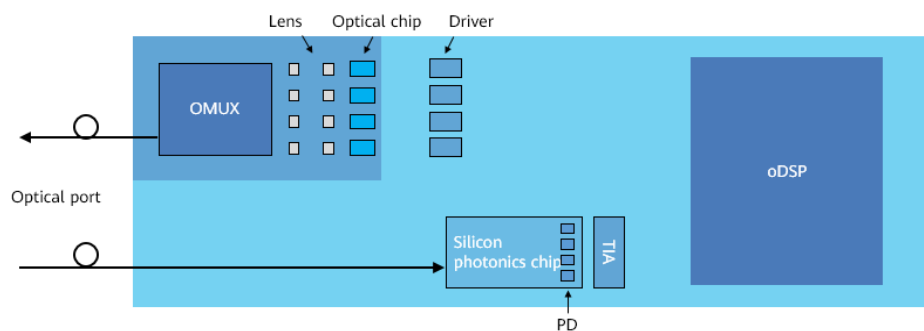 Lens
Optical chip
Driver
OMUX
oDSP
Optical port
Silicon
photonics chip
TIA
PD